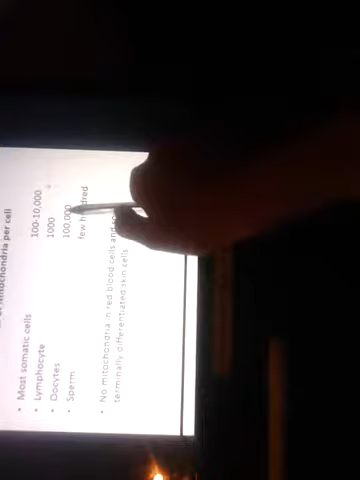 of Mitochondria per cell
• Most somatic cells 100-10,000
• Lymphocyte 1000
• Oocytes 100,000
• Sperm few hundred
• No mitochondria in red blood cells and
terminally differentiated skin cells